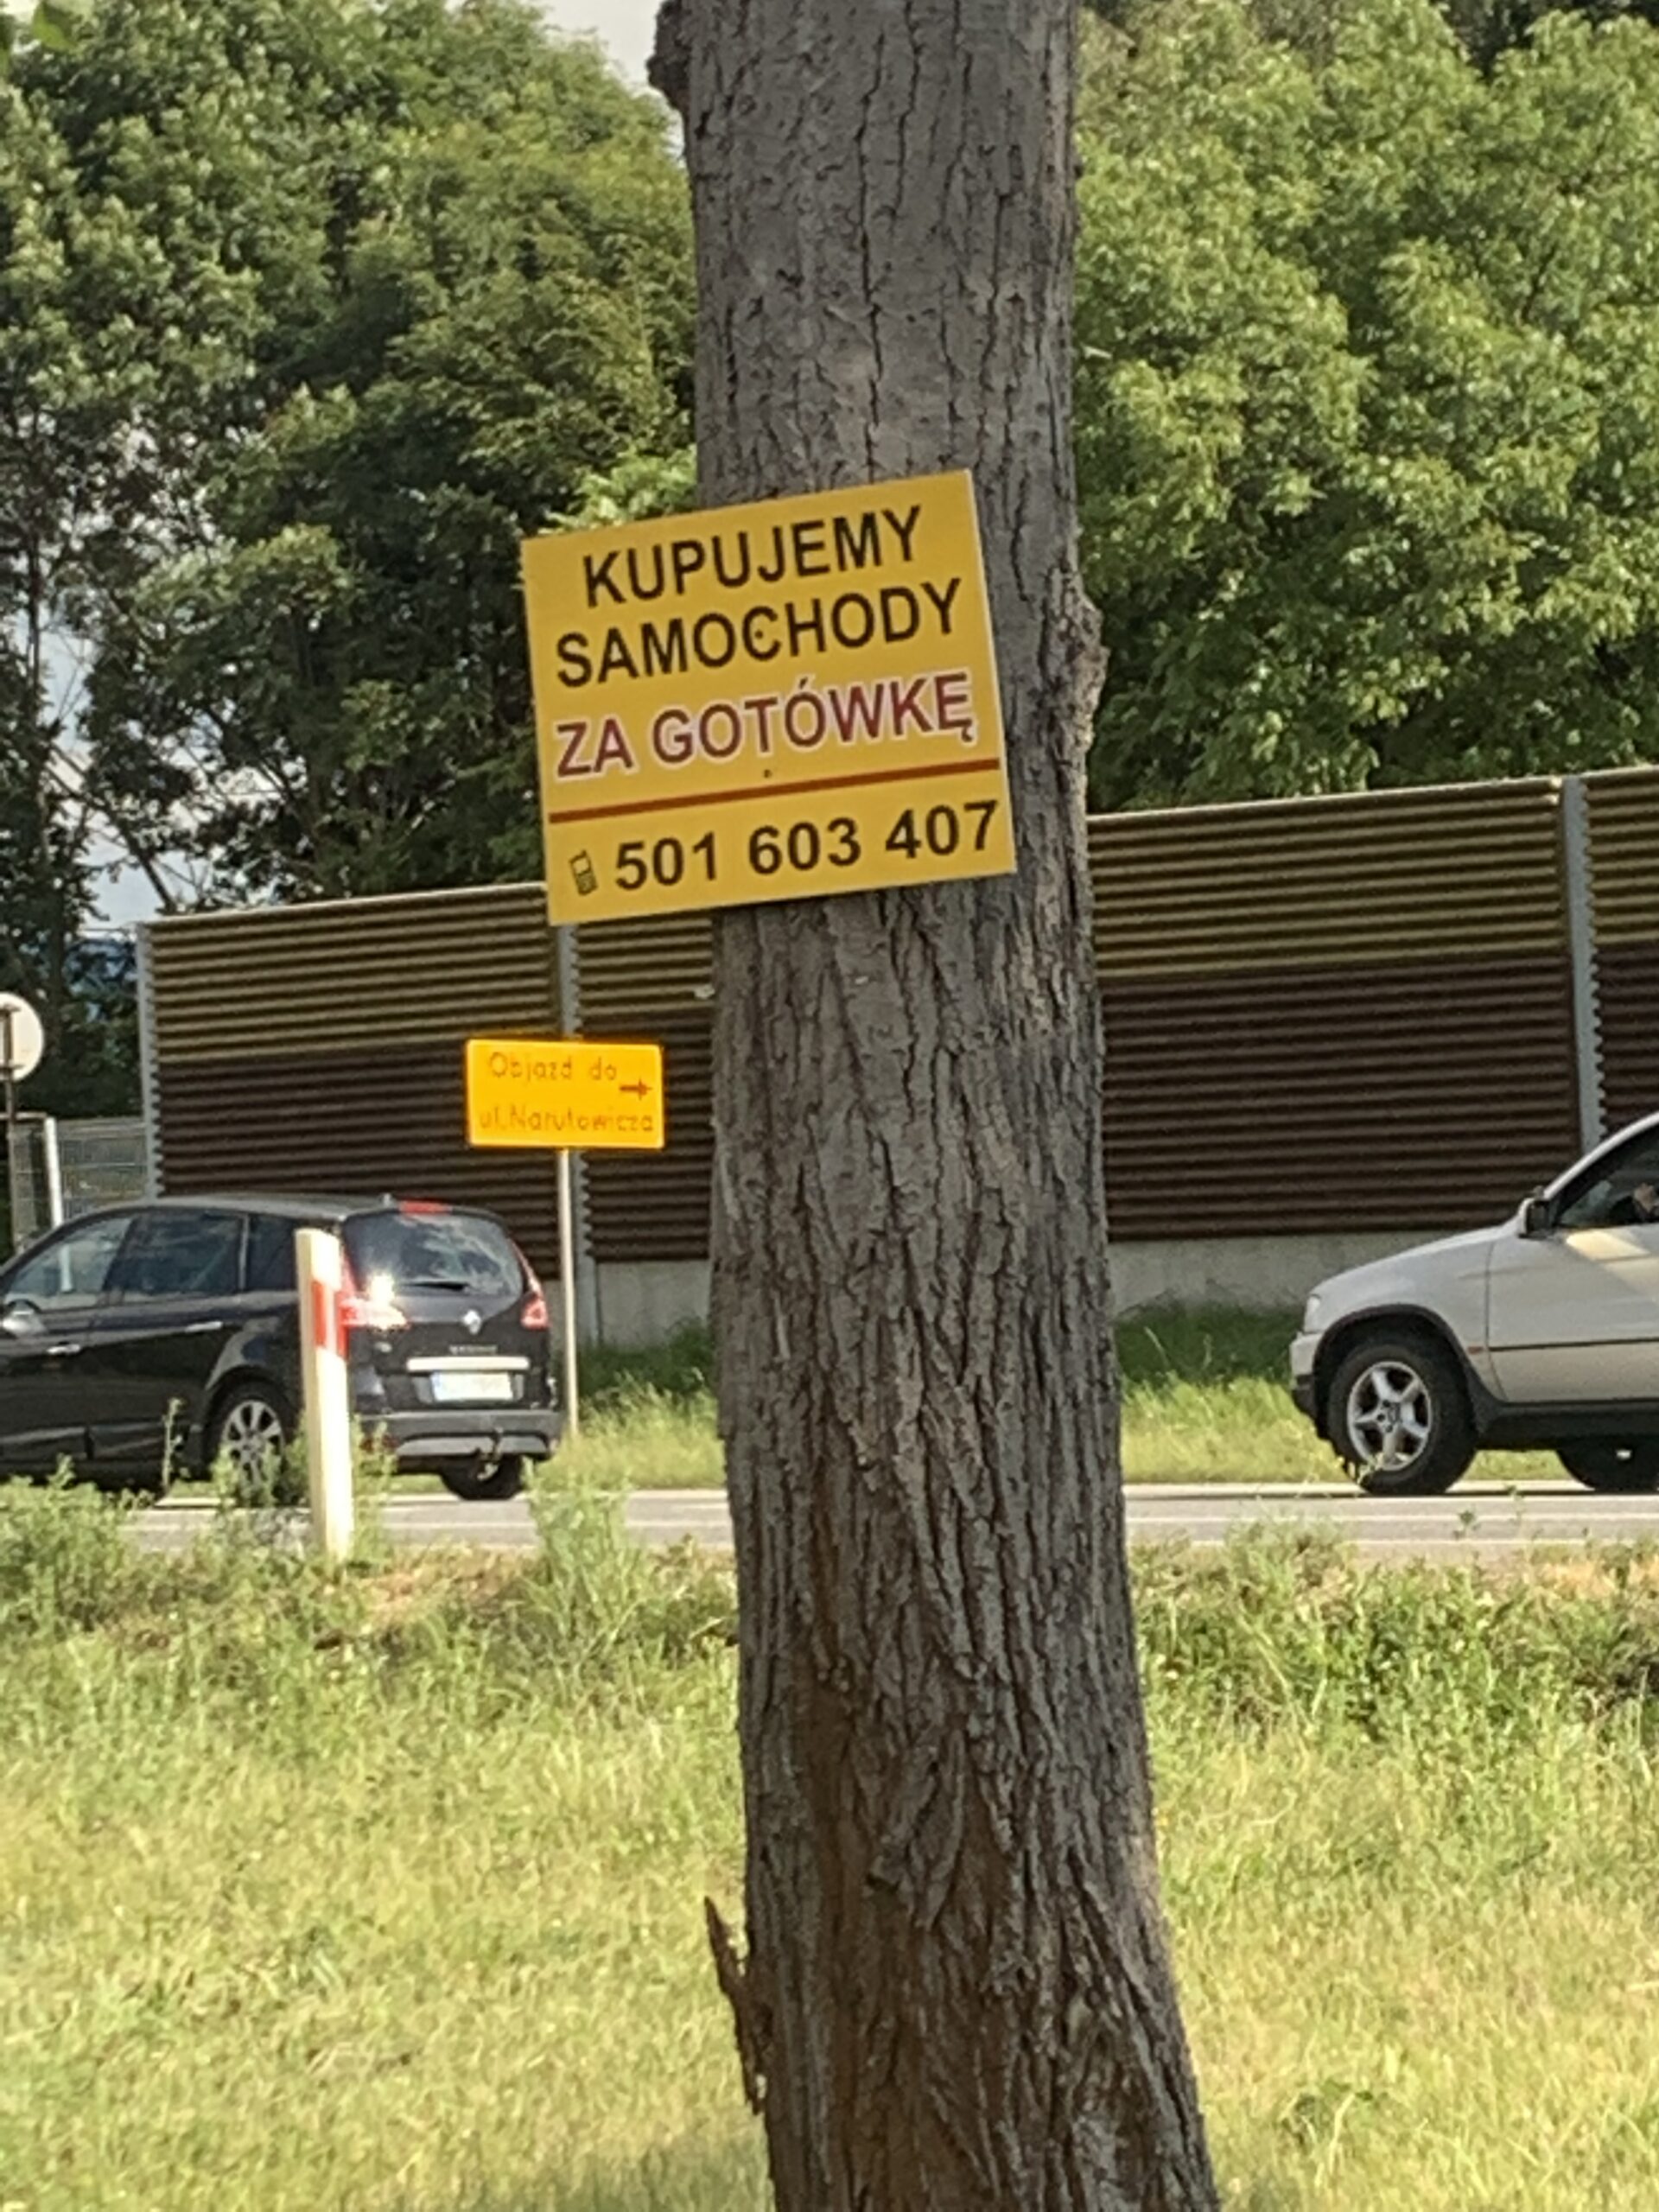 KUPUJEMY
SAMOCHODY
ZA GOTÓWKĘ
501 603 407
Objazd do
ul.Narutowicza